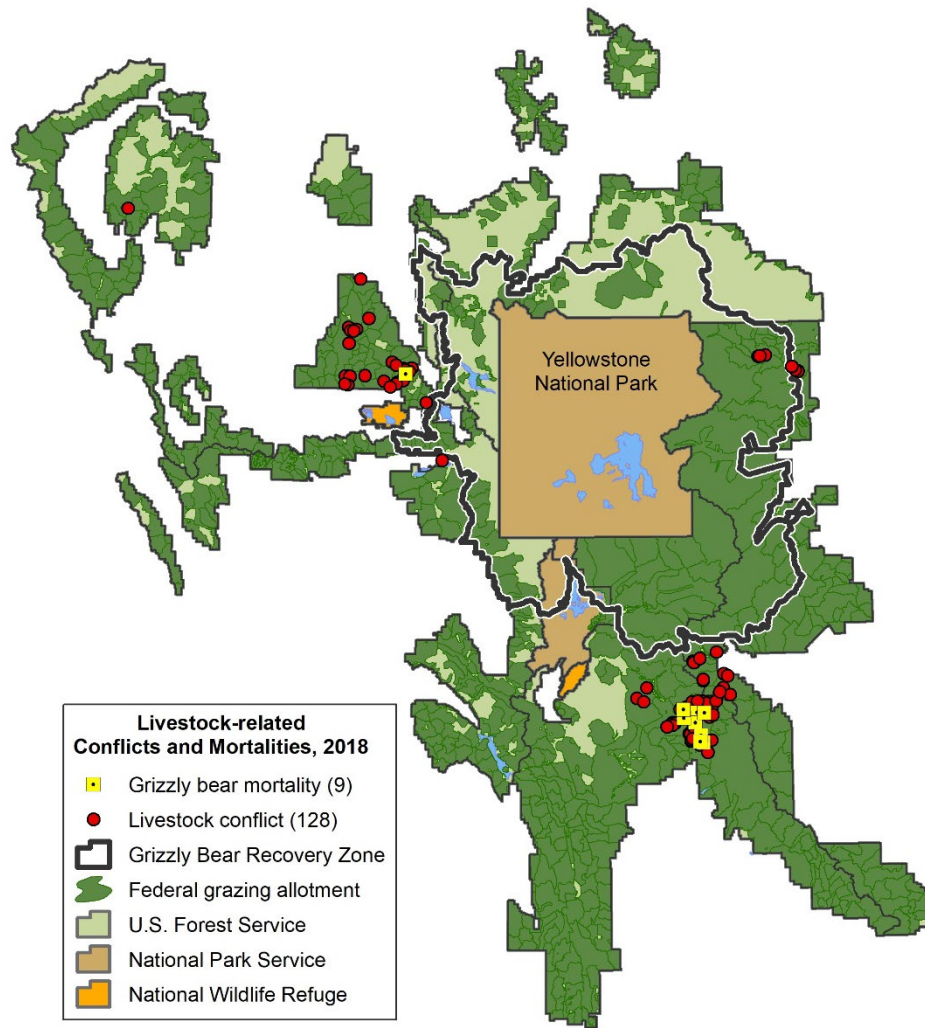 Yellowstone
National Park
Livestock-related
Conflicts and Mortalities, 2018
Grizzly bear mortality (9)
Livestock conflict (128)
Grizzly Bear Recovery Zone
Federal grazing allotment
U.S. Forest Service
National Park Service
National Wildlife Refuge